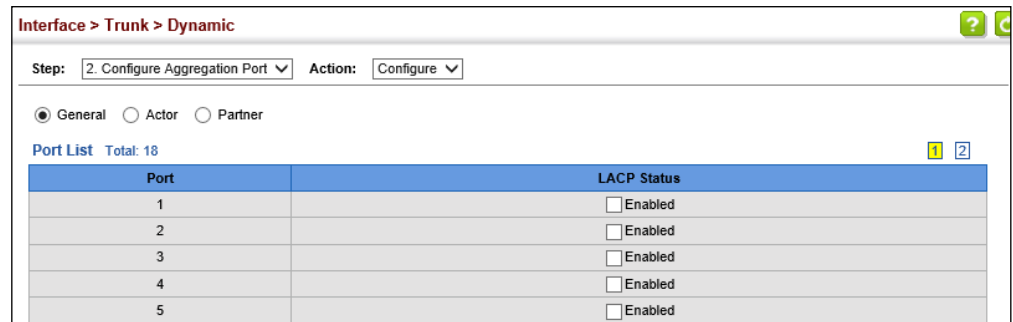 Interface > Trunk > Dynamic
?
Step: 2. Configure Aggregation Port Action: Configure
General Actor Partner
Port List Total: 18 1 2
Port LACP Status
1 Enabled
2 Enabled
3 Enabled
4 Enabled
5 Enabled